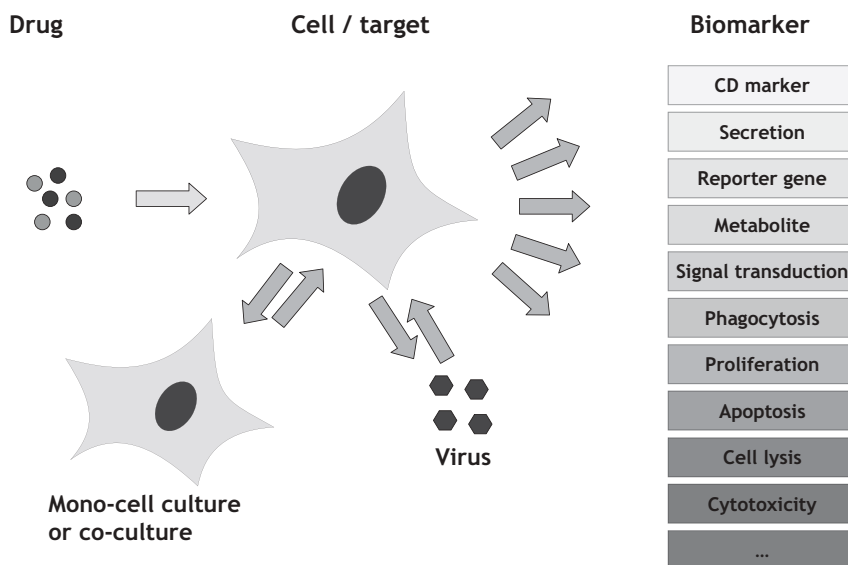 Drug
Cell / target
Biomarker
CD marker
Secretion
Reporter gene
Metabolite
Signal transduction
Phagocytosis
Proliferation
Apoptosis
Cell lysis
Cytotoxicity
...
Virus
Mono-cell culture
or co-culture